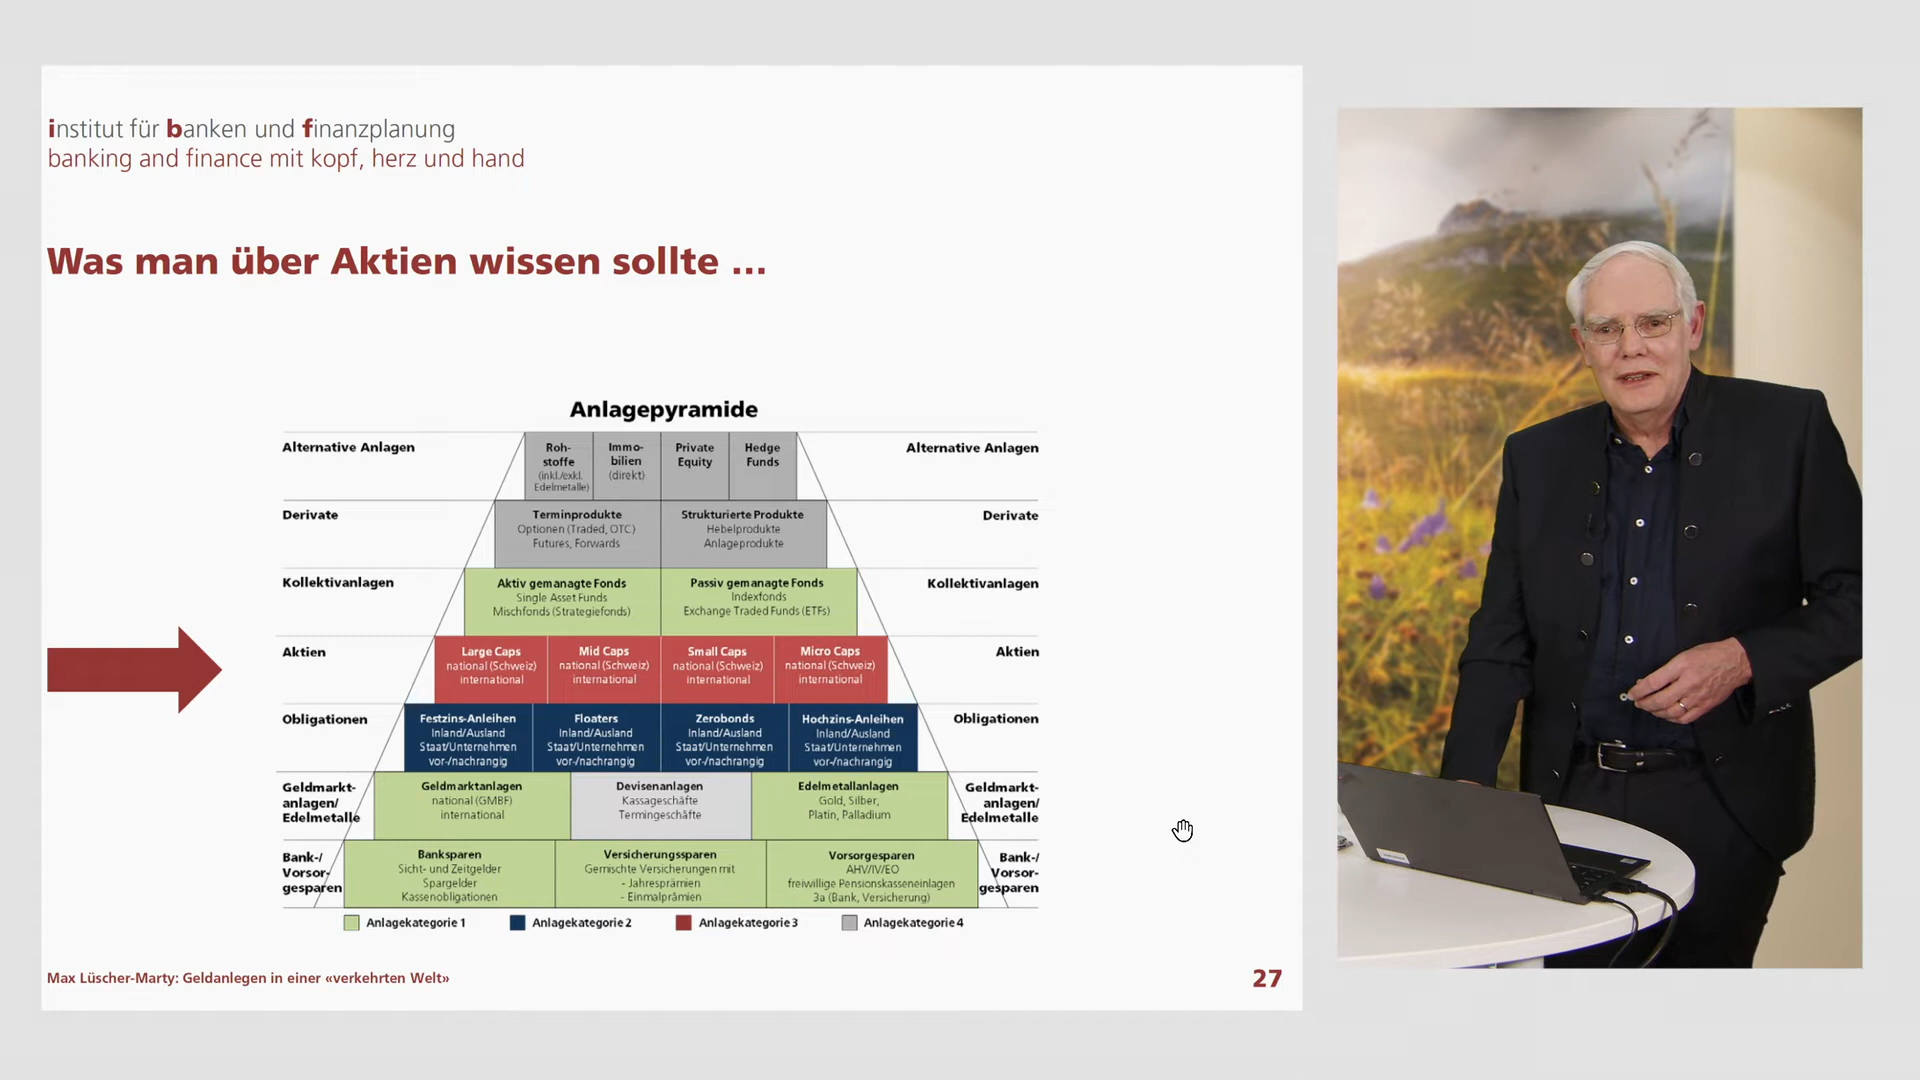 institut für banken und finanzplanung
banking and finance mit kopf, herz und hand
Was man über Aktien wissen sollte ...
Anlagepyramide
Alternative Anlagen
Roh-
stoffe
(inkl./exkl.
Edelmetalle)
Immo-
bilien
(direkt)
Private
Equity
Hedge
Funds
Alternative Anlagen
Derivate
Terminprodukte
Optionen (Traded, OTC)
Futures, Forwards
Strukturierte Produkte
Hebelprodukte
Anlageprodukte
Derivate
Kollektivanlagen
Aktiv gemanagte Fonds
Single Asset Funds
Mischfonds (Strategiefonds)
Passiv gemanagte Fonds
Indexfonds
Exchange Traded Funds (ETFs)
Kollektivanlagen
Aktien
Large Caps
national (Schweiz)
international
Mid Caps
national (Schweiz)
international
Small Caps
national (Schweiz)
international
Micro Caps
national (Schweiz)
international
Aktien
Obligationen
Festzins-Anleihen
Inland/Ausland
Staat/Unternehmen
vor-/nachrangig
Floaters
Inland/Ausland
Staat/Unternehmen
vor-/nachrangig
Zerobonds
Inland/Ausland
Staat/Unternehmen
vor-/nachrangig
Hochzins-Anleihen
Inland/Ausland
Staat/Unternehmen
vor-/nachrangig
Obligationen
Geldmarkt-
anlagen/
Edelmetalle
Geldmarktanlagen
national (GMBF)
international
Devisenanlagen
Kassageschäfte
Termingeschäfte
Edelmetallanlagen
Gold, Silber,
Platin, Palladium
Geldmarkt-
anlagen/
Edelmetalle
Bank-/
Vorsor-
gesparen
Banksparen
Sicht- und Zeitgelder
Spargelder
Kassenobligationen
Versicherungssparen
Gemischte Versicherungen mit
- Jahresprämien
- Einmalprämien
Vorsorgesparen
AHV/IV/EO
freiwillige Pensionskasseneinlagen
3a (Bank, Versicherung)
Bank-/
Vorsor-
gesparen
Anlagekategorie 1
Anlagekategorie 2
Anlagekategorie 3
Anlagekategorie 4
Max Lüscher-Marty: Geldanlegen in einer «verkehrten Welt»
27